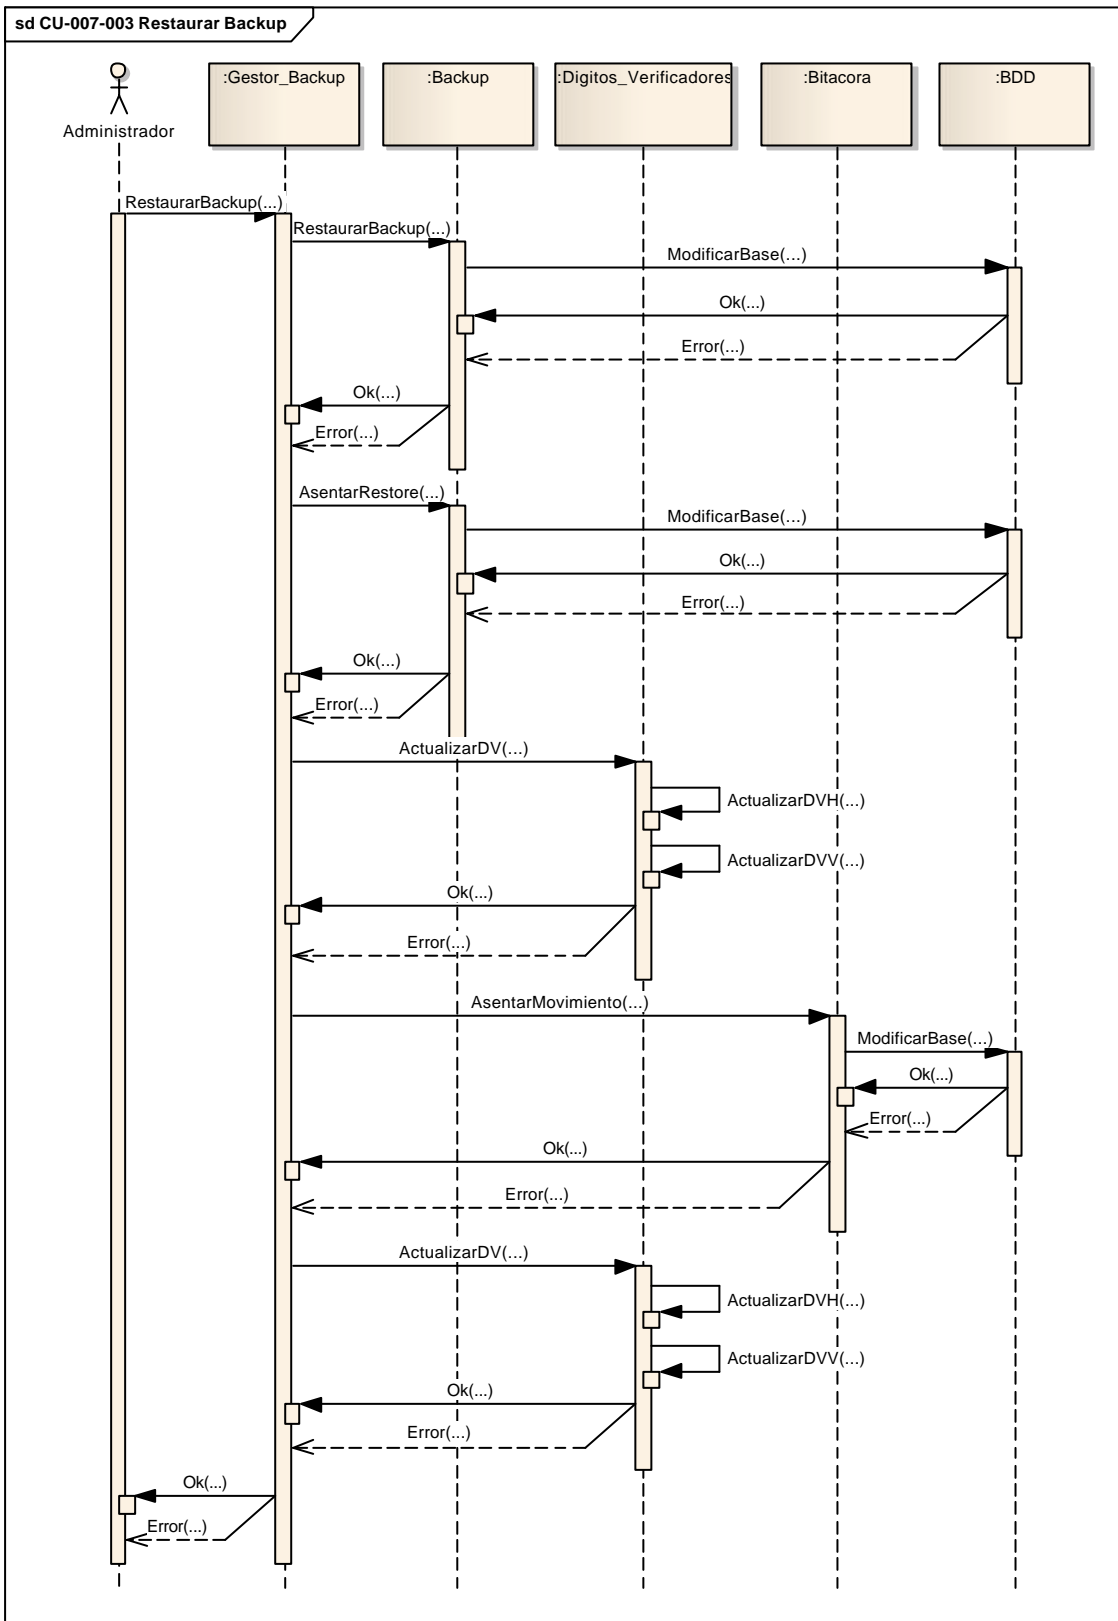 sd CU-007-003 Restaurar Backup
:Gestor_Backup
:Backup
:Digitos_Verificadores
:Bitacora
:BDD
Administrador
RestaurarBackup(...)
RestaurarBackup(...)
ModificarBase(...)
Ok(...)
Error(...)
Ok(...)
Error(...)
AsentarRestore(...)
ModificarBase(...)
Ok(...)
Error(...)
Ok(...)
Error(...)
ActualizarDV(...)
ActualizarDVH(...)
ActualizarDVV(...)
Ok(...)
Error(...)
AsentarMovimiento(...)
ModificarBase(...)
Ok(...)
Error(...)
Ok(...)
Error(...)
ActualizarDV(...)
ActualizarDVH(...)
ActualizarDVV(...)
Ok(...)
Error(...)
Ok(...)
Error(...)